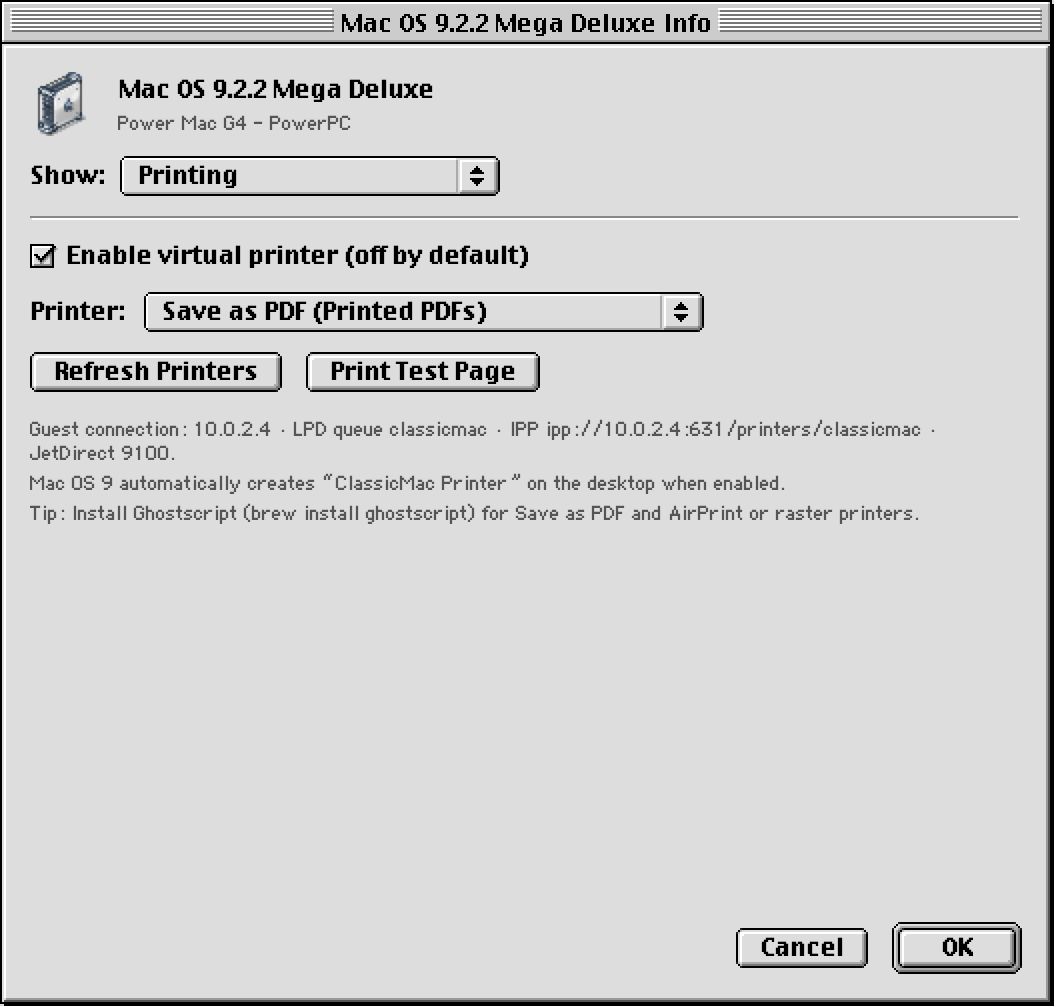 Mac OS 9.2.2 Mega Deluxe Info
Mac OS 9.2.2 Mega Deluxe
Power Mac G4 – PowerPC
Show: Printing
Enable virtual printer (off by default)
Printer: Save as PDF (Printed PDFs)
Refresh Printers Print Test Page
Guest connection: 10.0.2.4 · LPD queue classicmac · IPP ipp://10.0.2.4:631/printers/classicmac ·
JetDirect 9100.
Mac OS 9 automatically creates “ClassicMac Printer” on the desktop when enabled.
Tip: Install Ghostscript (brew install ghostscript) for Save as PDF and AirPrint or raster printers.
Cancel OK